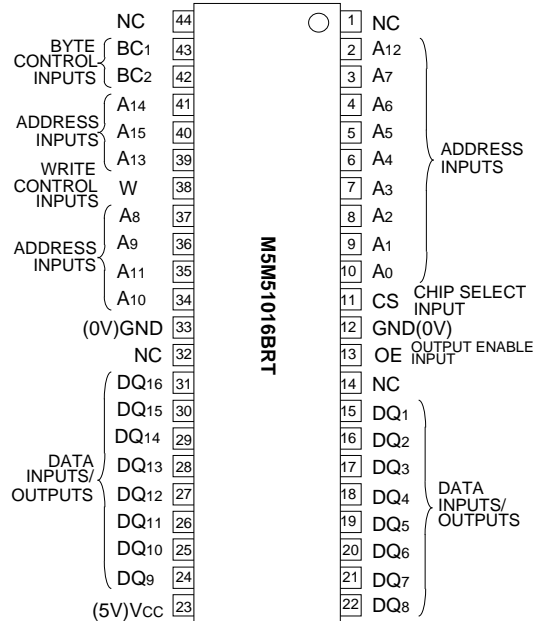 NC 44
BYTE CONTROL INPUTS
BC1 43
BC2 42
ADDRESS INPUTS
A14 41
A15 40
A13 39
WRITE CONTROL INPUTS
W 38
ADDRESS INPUTS
A8 37
A9 36
A11 35
A10 34
(0V)GND 33
NC 32
DATA INPUTS/ OUTPUTS
DQ16 31
DQ15 30
DQ14 29
DQ13 28
DQ12 27
DQ11 26
DQ10 25
DQ9 24
(5V)VCC 23
M5M51016BRT
1 NC
2 A12
3 A7
4 A6
5 A5
6 A4
7 A3
8 A2
9 A1
10 A0
ADDRESS INPUTS
11 CS CHIP SELECT INPUT
12 GND(0V)
13 OE OUTPUT ENABLE INPUT
14 NC
15 DQ1
16 DQ2
17 DQ3
18 DQ4
19 DQ5
20 DQ6
21 DQ7
22 DQ8
DATA INPUTS/ OUTPUTS